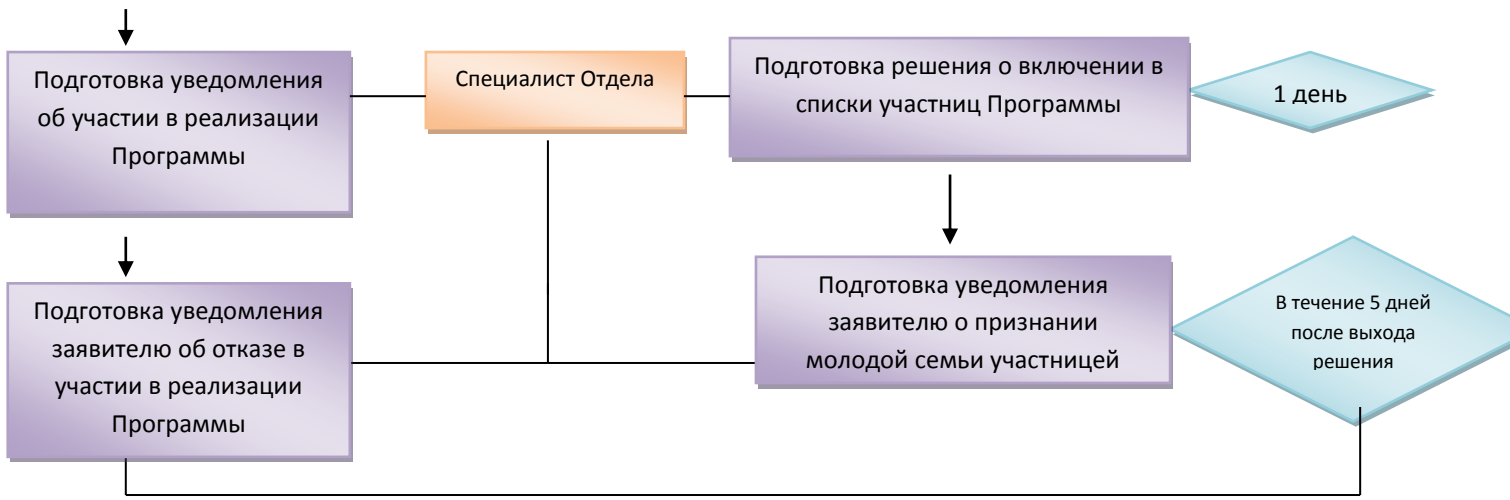 Подготовка уведомления
об участии в реализации
Программы
Специалист Отдела
Подготовка решения о включении в
списки участниц Программы
1 день
Подготовка уведомления
заявителю об отказе в
участии в реализации
Программы
Подготовка уведомления
заявителю о признании
молодой семьи участницей
В течение 5 дней
после выхода
решения